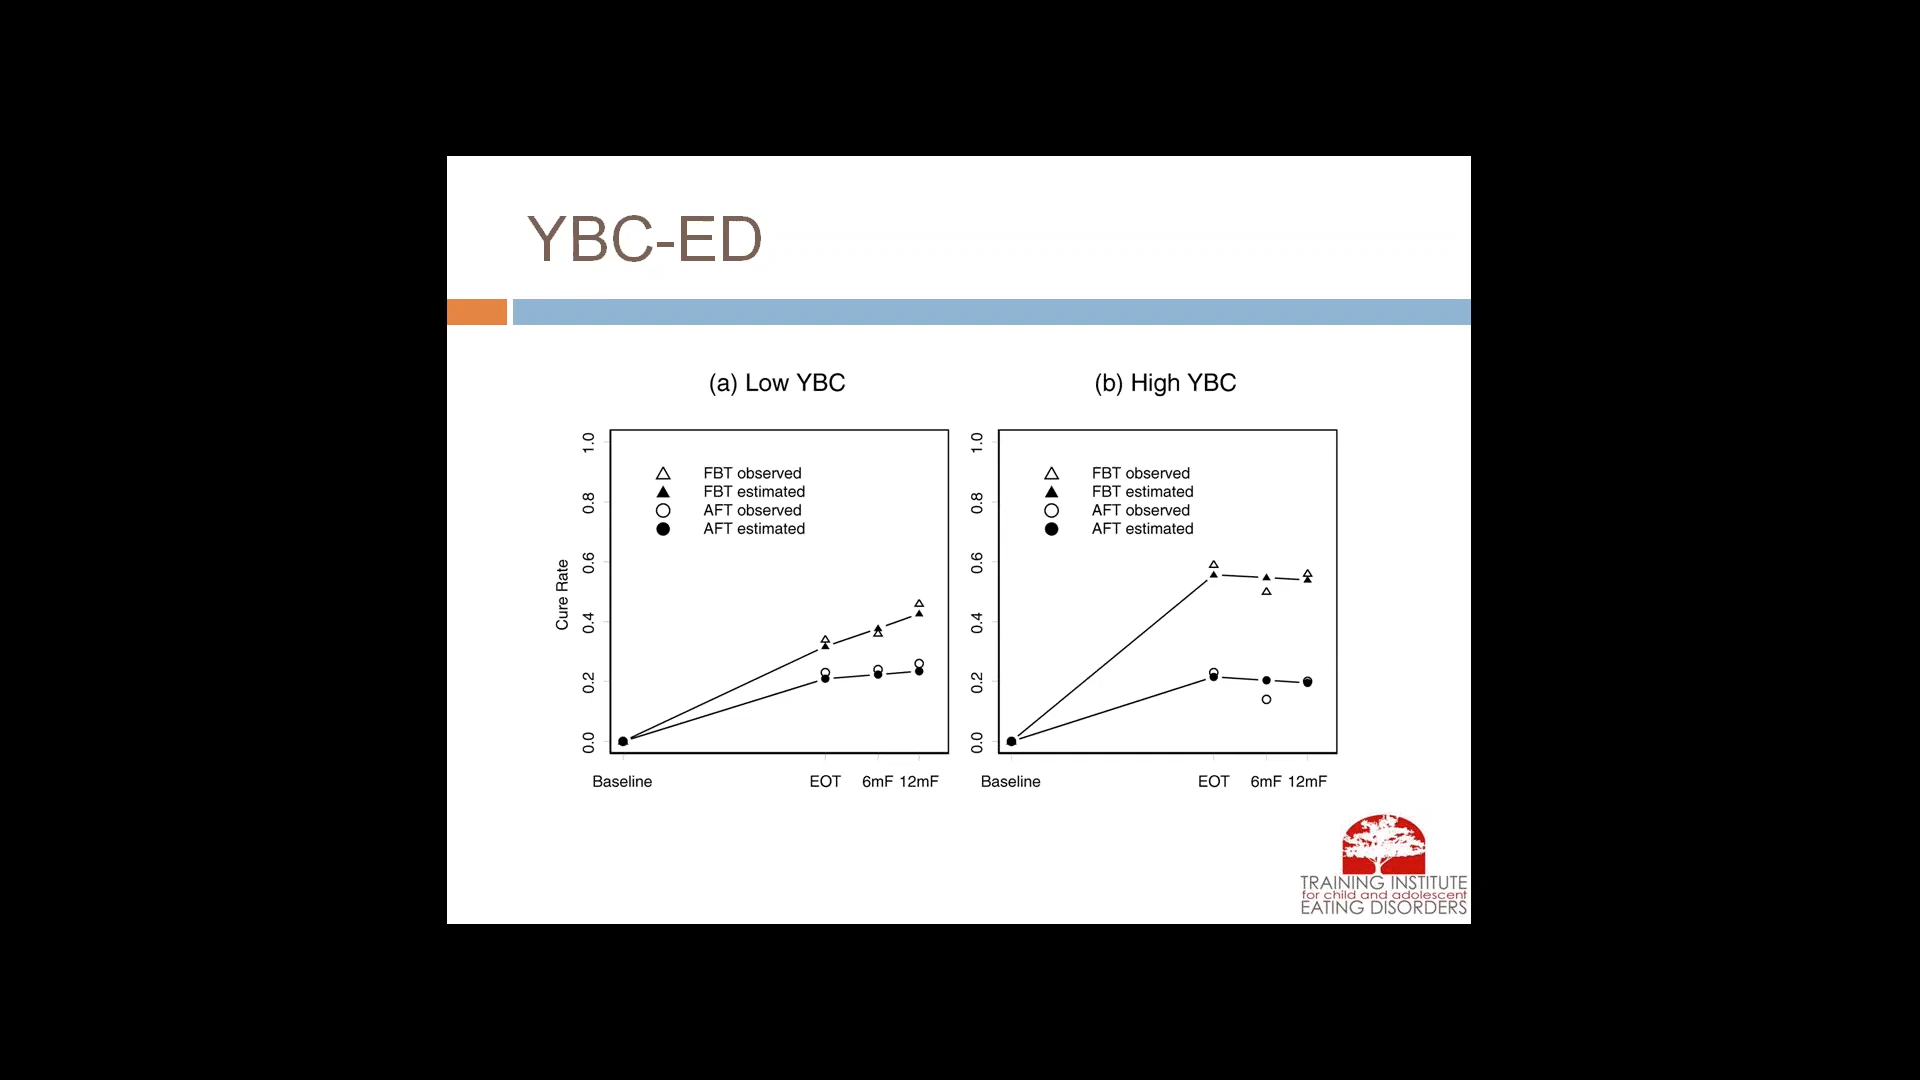 YBC-ED
(a) Low YBC
Cure Rate
1.0
0.8
0.6
0.4
0.2
0.0
FBT observed
FBT estimated
AFT observed
AFT estimated
Baseline EOT 6mF 12mF
(b) High YBC
1.0
0.8
0.6
0.4
0.2
0.0
FBT observed
FBT estimated
AFT observed
AFT estimated
Baseline EOT 6mF 12mF
TRAINING INSTITUTE
for child and adolescent
EATING DISORDERS